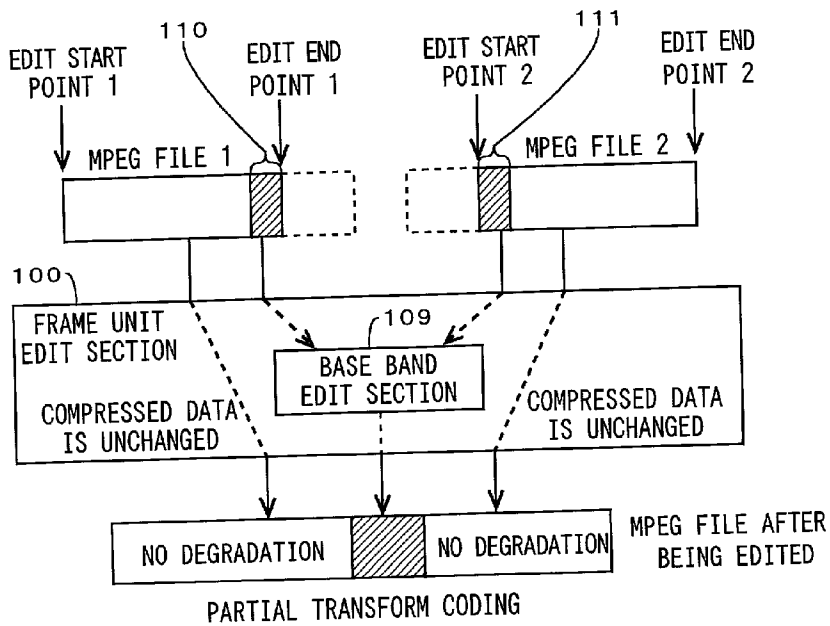 110
111
EDIT START
POINT 1
EDIT END
POINT 1
EDIT START
POINT 2
EDIT END
POINT 2
MPEG FILE 1
MPEG FILE 2
100
FRAME UNIT
EDIT SECTION
109
BASE BAND
EDIT SECTION
COMPRESSED DATA
IS UNCHANGED
COMPRESSED DATA
IS UNCHANGED
NO DEGRADATION
NO DEGRADATION
MPEG FILE AFTER
BEING EDITED
PARTIAL TRANSFORM CODING